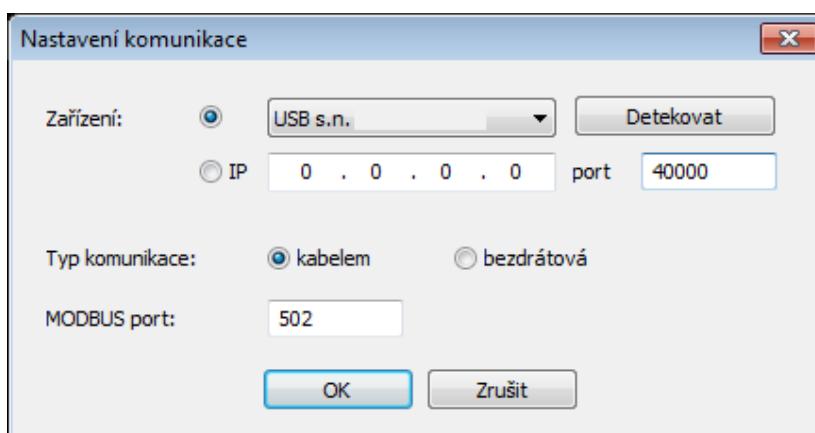 Nastavení komunikace
Zařízení: USB s.n. Detekovat
IP 0 . 0 . 0 . 0 port 40000
Typ komunikace: kabelem bezdrátová
MODBUS port: 502
OK Zrušit